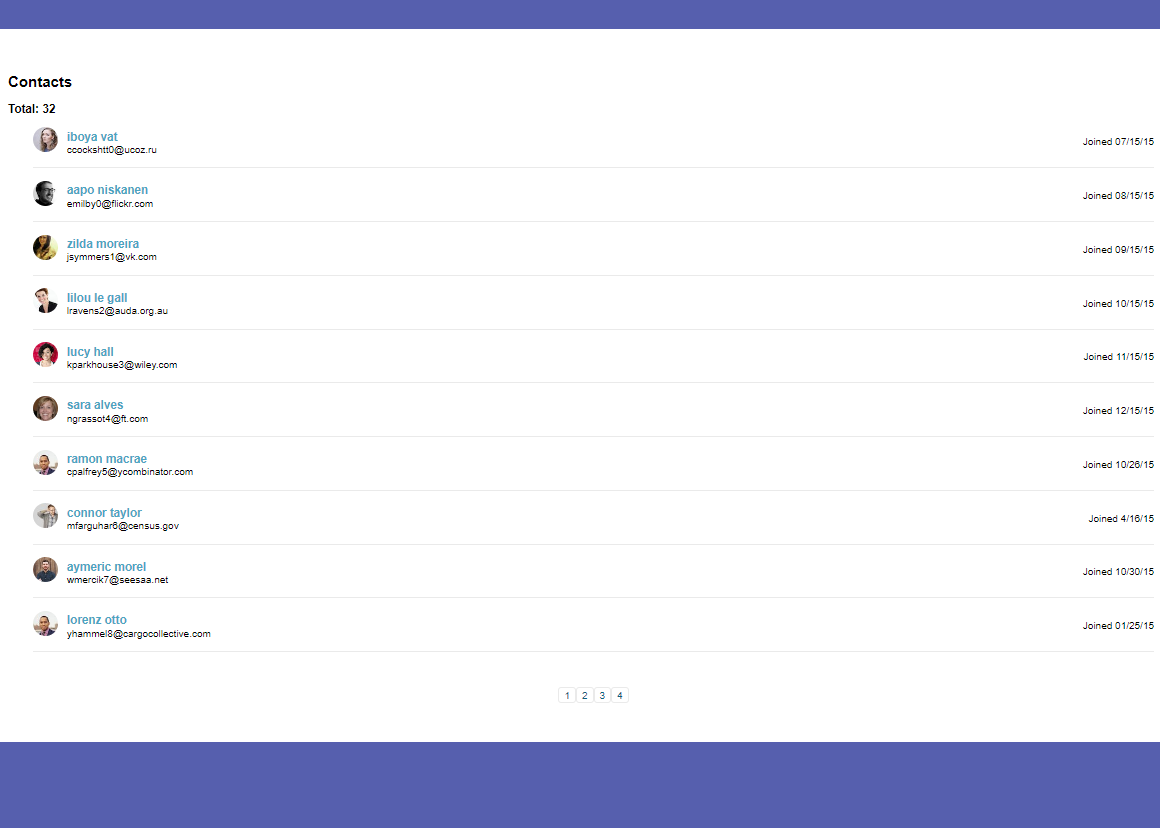 Contacts
Total: 32
iboya vat
ccockshtt0@ucoz.ru
Joined 07/15/15
aapo niskanen
emilby0@flickr.com
Joined 08/15/15
zilda moreira
jsymmers1@vk.com
Joined 09/15/15
lilou le gall
lravens2@auda.org.au
Joined 10/15/15
lucy hall
kparkhouse3@wiley.com
Joined 11/15/15
sara alves
ngrassot4@ft.com
Joined 12/15/15
ramon macrae
cpalfrey5@ycombinator.com
Joined 10/26/15
connor taylor
mfarguhar6@census.gov
Joined 4/16/15
aymeric morel
wmercik7@seesaa.net
Joined 10/30/15
lorenz otto
yhammel8@cargocollective.com
Joined 01/25/15
1 2 3 4